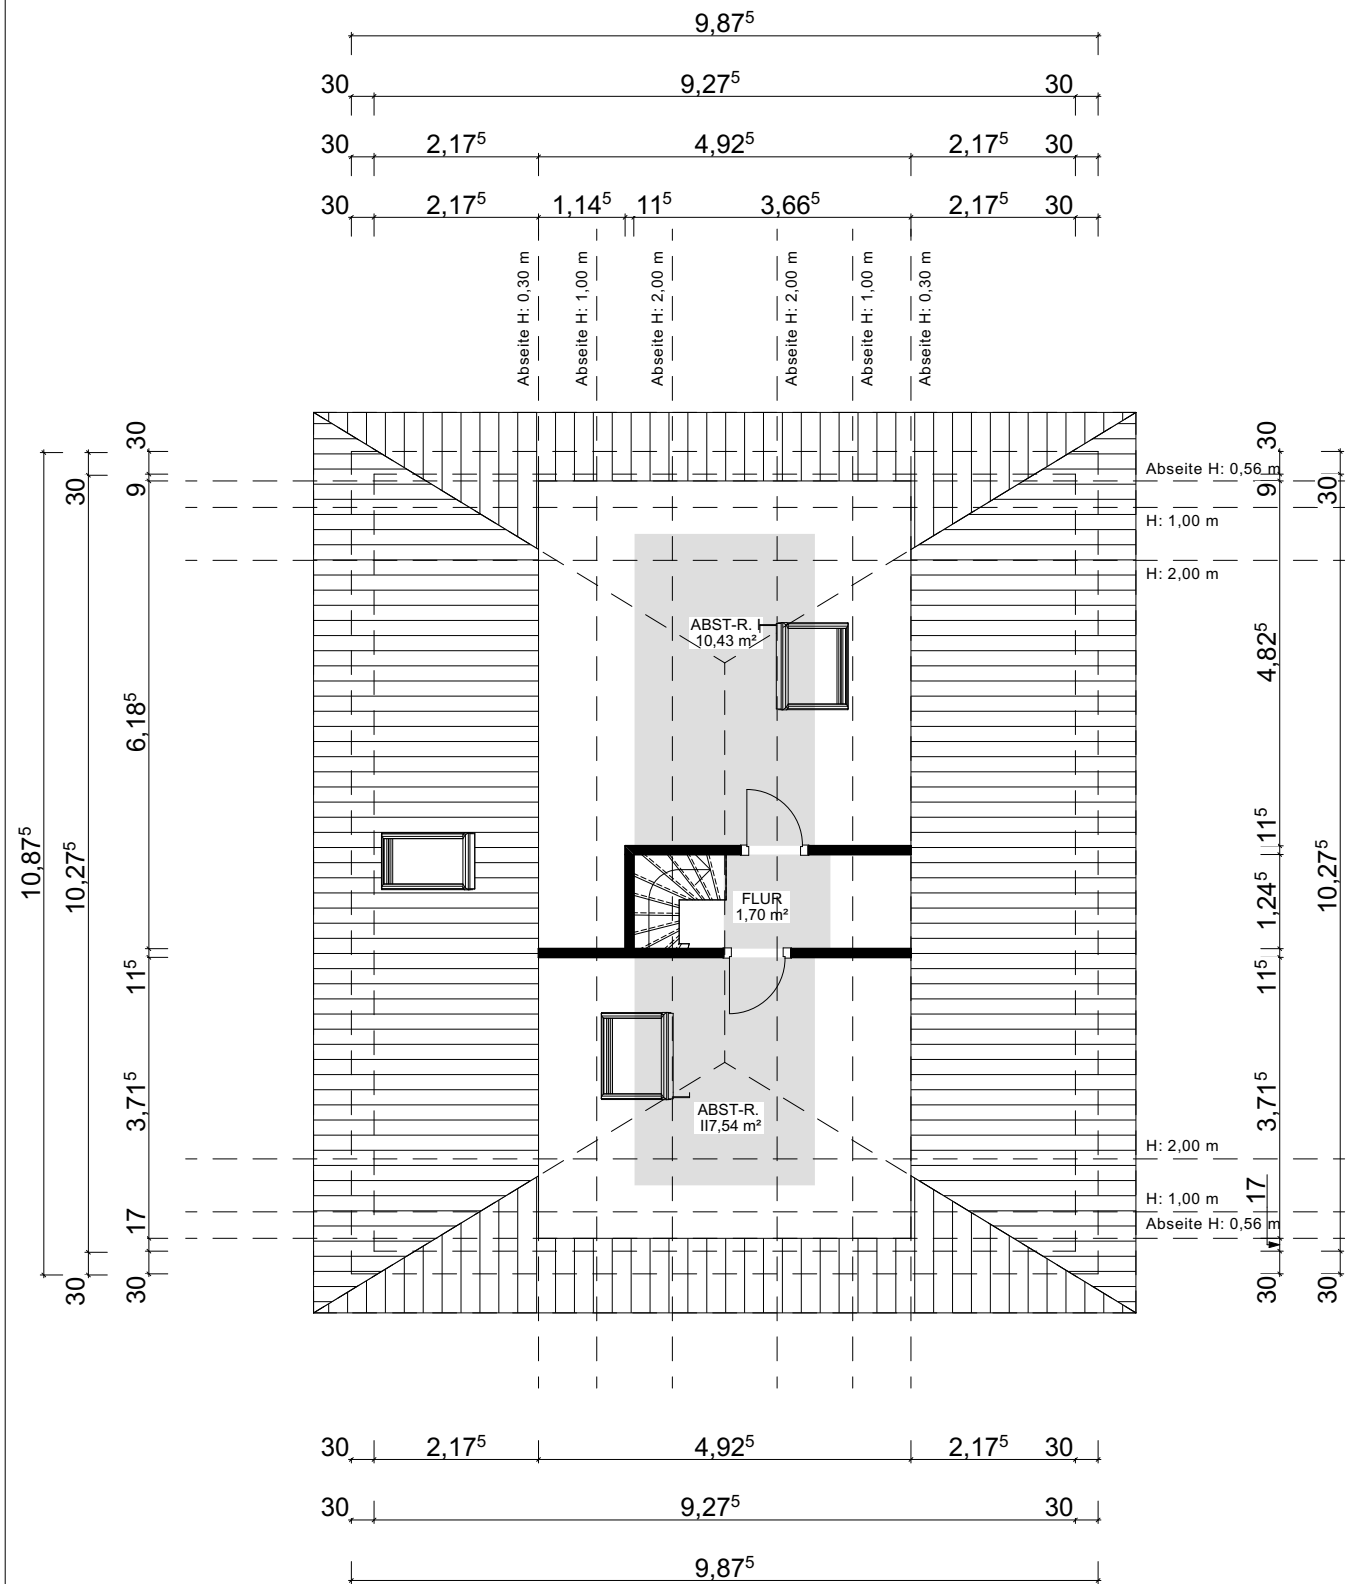 9,87⁵
30 9,27⁵ 30
30 2,17⁵ 4,92⁵ 2,17⁵ 30
30 2,17⁵ 1,14⁵ 11⁵ 3,66⁵ 2,17⁵ 30
Abseite H: 0,30 m
Abseite H: 1,00 m
Abseite H: 2,00 m
Abseite H: 2,00 m
Abseite H: 1,00 m
Abseite H: 0,30 m
10,87⁵
30
10,27⁵
30
30
9
6,18⁵
11⁵
3,71⁵
17
30
ABST-R.
10,43 m²
FLUR
1,70 m²
ABST-R.
II7,54 m²
Abseite H: 0,56 m
H: 1,00 m
H: 2,00 m
H: 2,00 m
H: 1,00 m
Abseite H: 0,56 m
30
9
4,82⁵
11⁵
1,24⁵
11⁵
3,71⁵
17
30
30
10,27⁵
30
30 2,17⁵ 4,92⁵ 2,17⁵ 30
30 9,27⁵ 30
9,87⁵